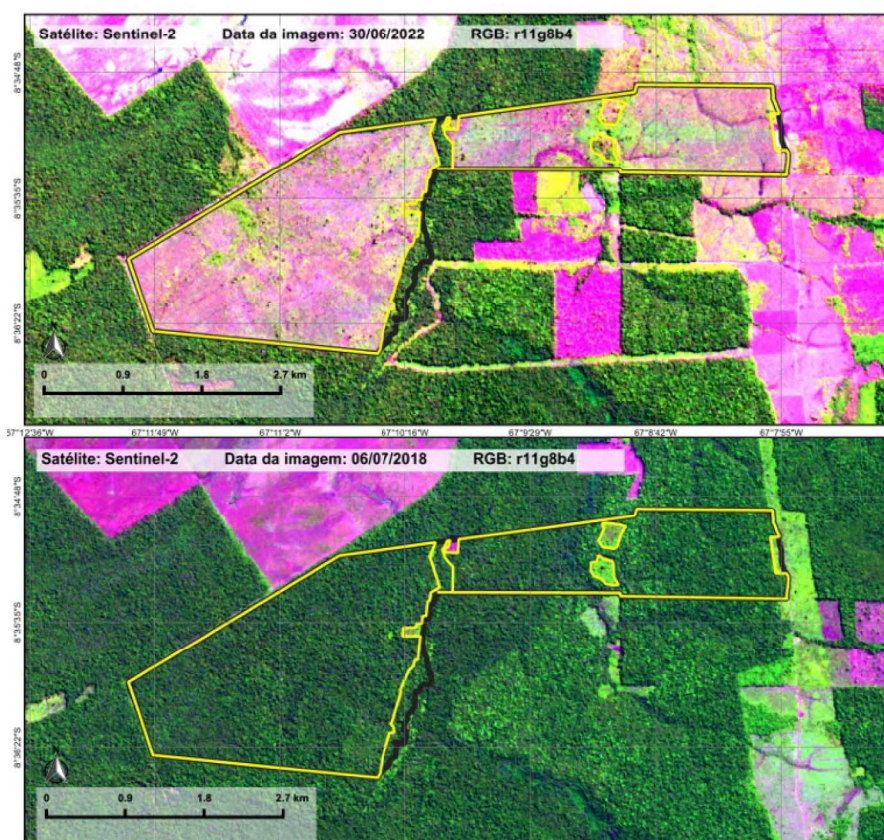 Satélite: Sentinel-2 Data da imagem: 30/06/2022 RGB: r11g8b4
8°34'48"S
8°35'35"S
8°36'22"S
N
0 0.9 1.8 2.7 km
67°12'36"W 67°11'49"W 67°11'2"W 67°10'16"W 67°9'29"W 67°8'42"W 67°7'55"W
Satélite: Sentinel-2 Data da imagem: 06/07/2018 RGB: r11g8b4
8°34'48"S
8°35'35"S
8°36'22"S
N
0 0.9 1.8 2.7 km